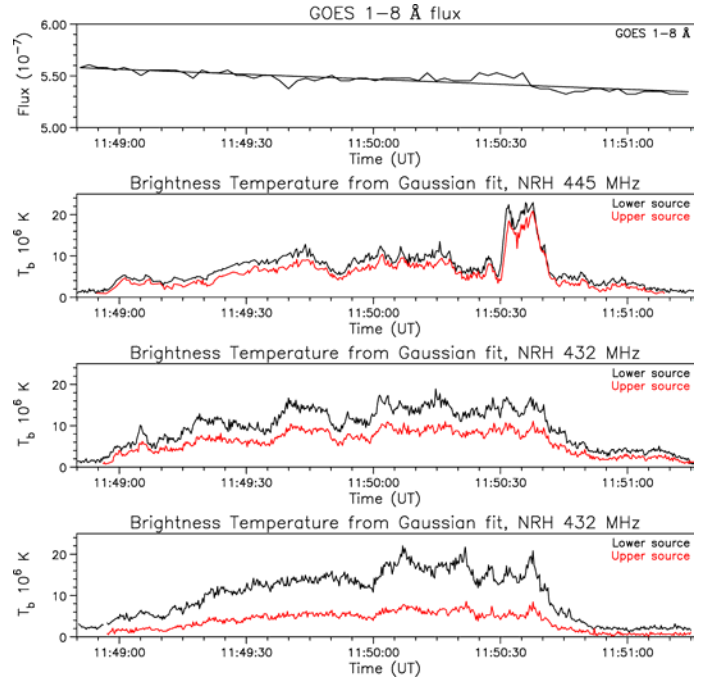 GOES 1−8 Å flux
GOES 1−8 Å
Flux (10⁻⁷)
6.00
5.50
5.00
11:49:00 11:49:30 11:50:00 11:50:30 11:51:00
Time (UT)
Brightness Temperature from Gaussian fit, NRH 445 MHz
Lower source
Upper source
T_b 10⁶ K
20
10
0
11:49:00 11:49:30 11:50:00 11:50:30 11:51:00
Time (UT)
Brightness Temperature from Gaussian fit, NRH 432 MHz
Lower source
Upper source
T_b 10⁶ K
20
10
0
11:49:00 11:49:30 11:50:00 11:50:30 11:51:00
Time (UT)
Brightness Temperature from Gaussian fit, NRH 432 MHz
Lower source
Upper source
T_b 10⁶ K
20
10
0
11:49:00 11:49:30 11:50:00 11:50:30 11:51:00
Time (UT)